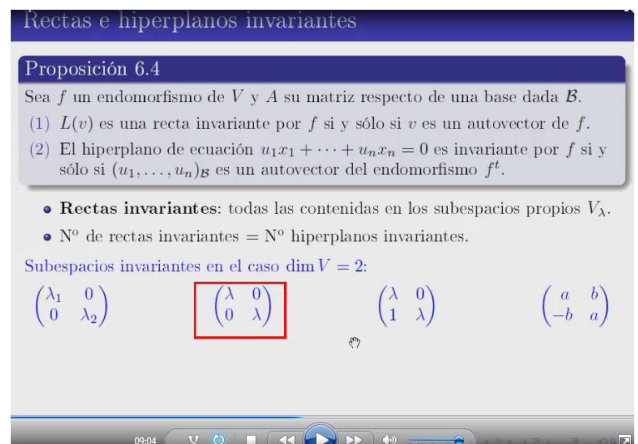 Rectas e hiperplanos invariantes
Proposición 6.4
Sea f un endomorfismo de V y A su matriz respecto de una base dada 𝓑.
(1) L(v) es una recta invariante por f si y sólo si v es un autovector de f.
(2) El hiperplano de ecuación u₁x₁ + ··· + uₙxₙ = 0 es invariante por f si y
sólo si (u₁, . . . , uₙ)_𝓑 es un autovector del endomorfismo fᵗ.
• Rectas invariantes: todas las contenidas en los subespacios propios V_λ.
• Nº de rectas invariantes = Nº hiperplanos invariantes.
Subespacios invariantes en el caso dim V = 2:
(λ₁ 0 (λ 0) (λ 0) (a b)
0 λ₂) (0 λ) (1 λ) (−b a)
09:04